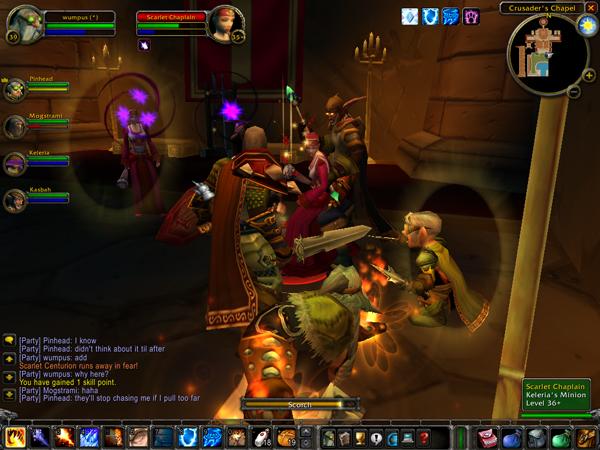 wumpus (*)
Scarlet Chaplain
Crusader's Chapel
39
N
Pinhead
Mogstrami
Keleria
Kasbah
[Party] Pinhead: I know
[Party] Pinhead: didn't think about it til after
[Party] wumpus: add
Scarlet Centurion runs away in fear!
[Party] wumpus: why here?
You have gained 1 skill point.
[Party] Mogstrami: haha
[Party] Pinhead: they'll stop chasing me if I pull too far
Scorch
Scarlet Chaplain
Keleria's Minion
Level 36+
18
19